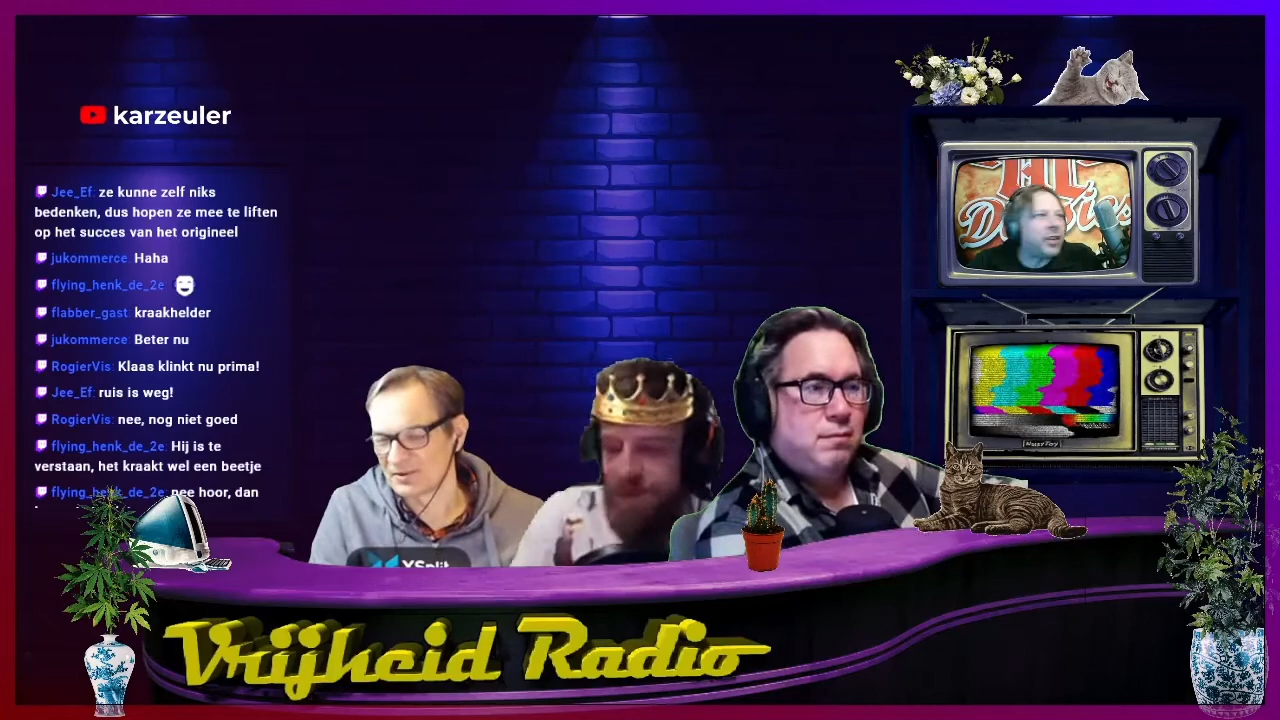 karzeuler
Jee_Ef: ze kunne zelf niks
bedenken, dus hopen ze mee te liften
op het succes van het origineel
jukommerce: Haha
flying_henk_de_2e:
flabber_gast: kraakhelder
jukommerce: Beter nu
RogierVis: Klaas klinkt nu prima!
Jee_Ef: ruis is weg!
RogierVis: nee, nog niet goed
flying_henk_de_2e: Hij is te
verstaan, het kraakt wel een beetje
flying_henk_de_2e: nee hoor, dan
XSplit
Vrijheid Radio